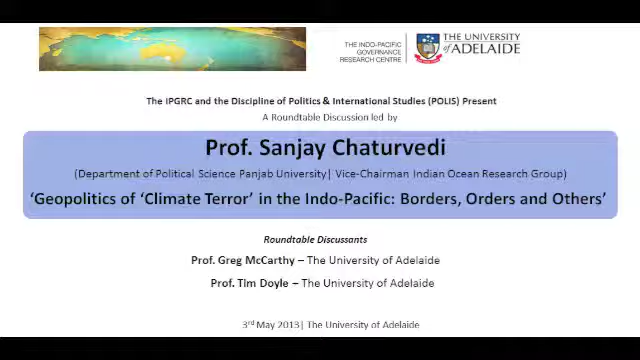 THE INDO-PACIFIC
GOVERNANCE
RESEARCH CENTRE
THE UNIVERSITY
of ADELAIDE
The IPGRC and the Discipline of Politics & International Studies (POLIS) Present
A Roundtable Discussion led by
Prof. Sanjay Chaturvedi
(Department of Political Science Panjab University| Vice-Chairman Indian Ocean Research Group)
‘Geopolitics of ‘Climate Terror’ in the Indo-Pacific: Borders, Orders and Others’
Roundtable Discussants
Prof. Greg McCarthy – The University of Adelaide
Prof. Tim Doyle – The University of Adelaide
3rd May 2013| The University of Adelaide